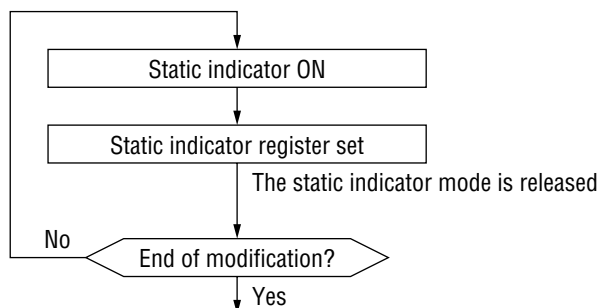 Static indicator ON
Static indicator register set
The static indicator mode is released
No
End of modification?
Yes